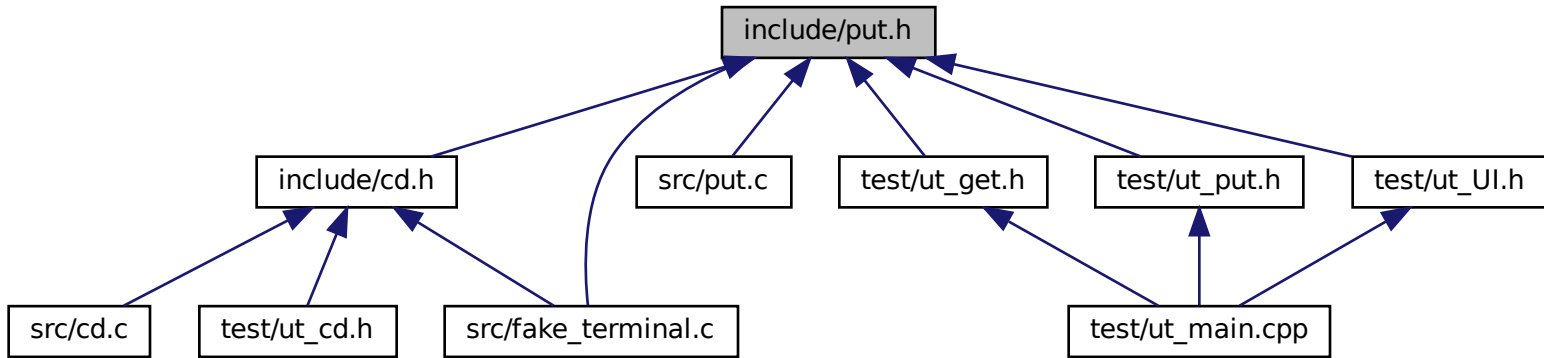 include/put.h
include/cd.h
src/put.c
test/ut_get.h
test/ut_put.h
test/ut_UI.h
src/cd.c
test/ut_cd.h
src/fake_terminal.c
test/ut_main.cpp